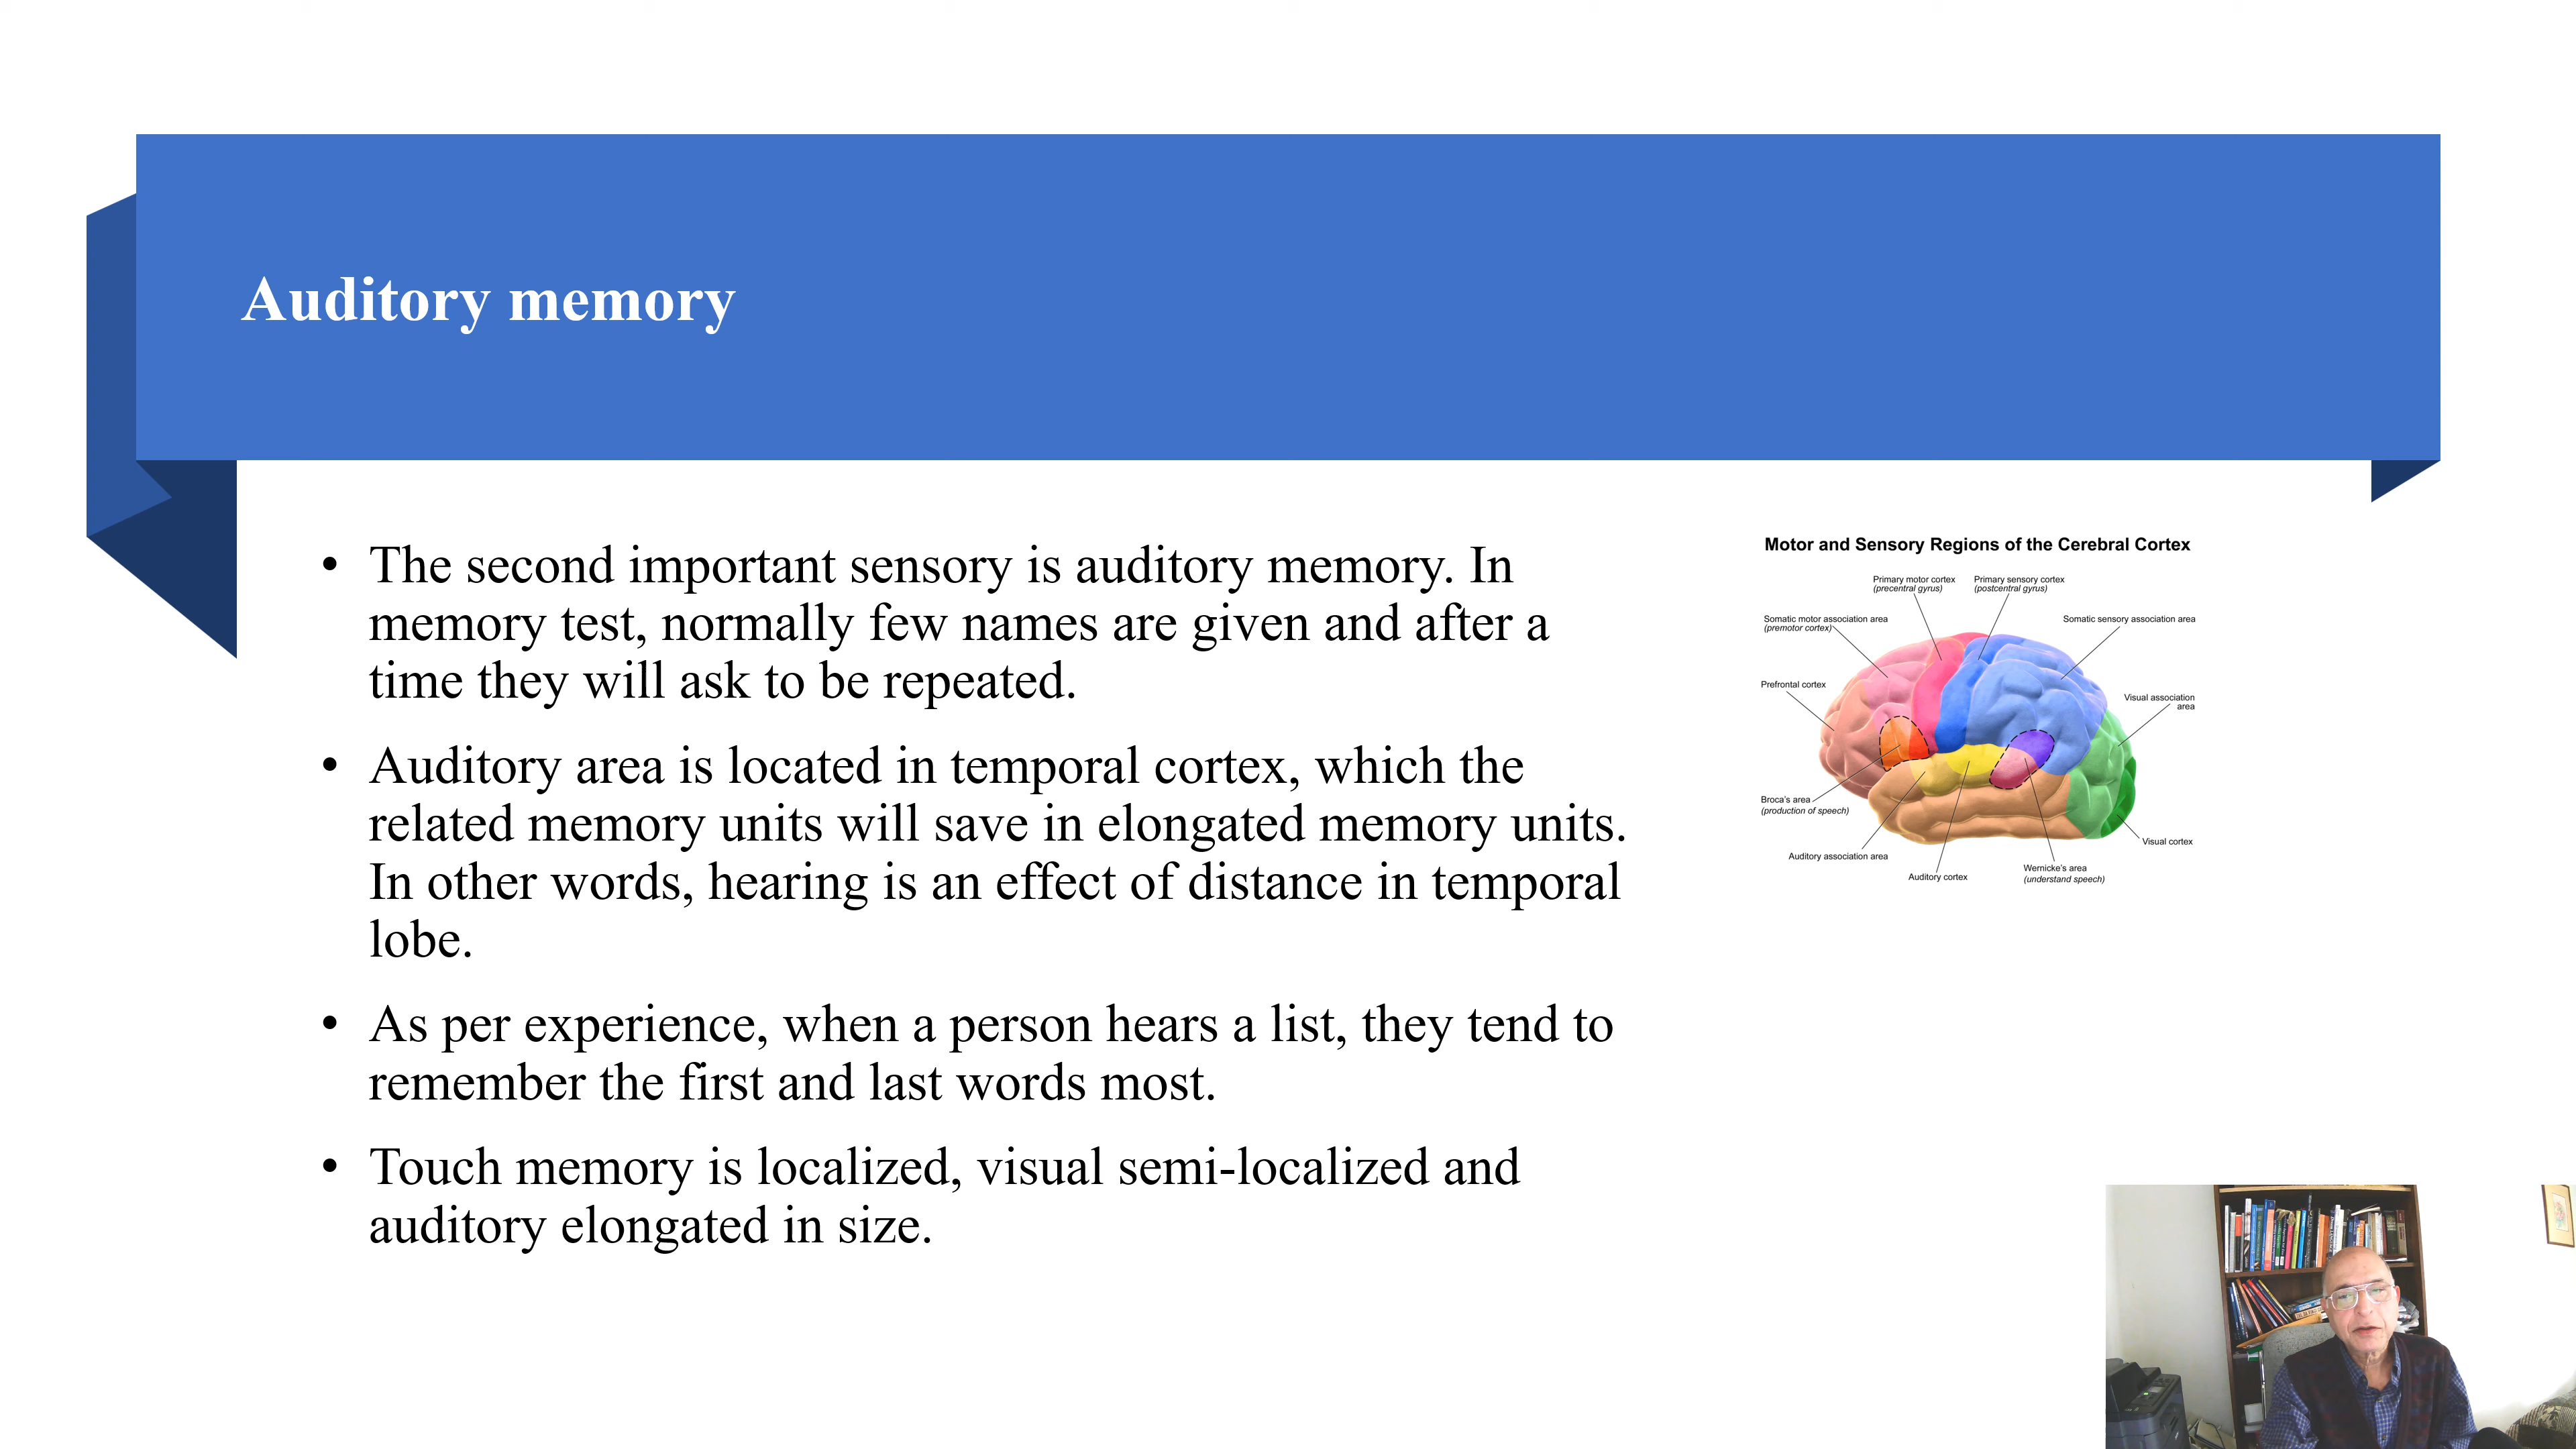 Auditory memory
• The second important sensory is auditory memory. In
memory test, normally few names are given and after a
time they will ask to be repeated.
• Auditory area is located in temporal cortex, which the
related memory units will save in elongated memory units.
In other words, hearing is an effect of distance in temporal
lobe.
• As per experience, when a person hears a list, they tend to
remember the first and last words most.
• Touch memory is localized, visual semi-localized and
auditory elongated in size.
Motor and Sensory Regions of the Cerebral Cortex
Primary motor cortex
(precentral gyrus)
Primary sensory cortex
(postcentral gyrus)
Somatic motor association area
(premotor cortex)
Somatic sensory association area
Prefrontal cortex
Visual association
area
Broca's area
(production of speech)
Visual cortex
Auditory association area
Auditory cortex
Wernicke's area
(understand speech)